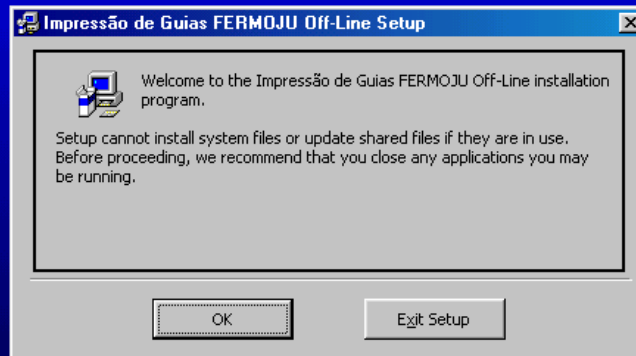 Impressão de Guias FERMOJU Off-Line Setup
Welcome to the Impressão de Guias FERMOJU Off-Line installation
program.
Setup cannot install system files or update shared files if they are in use.
Before proceeding, we recommend that you close any applications you may
be running.
OK
Exit Setup